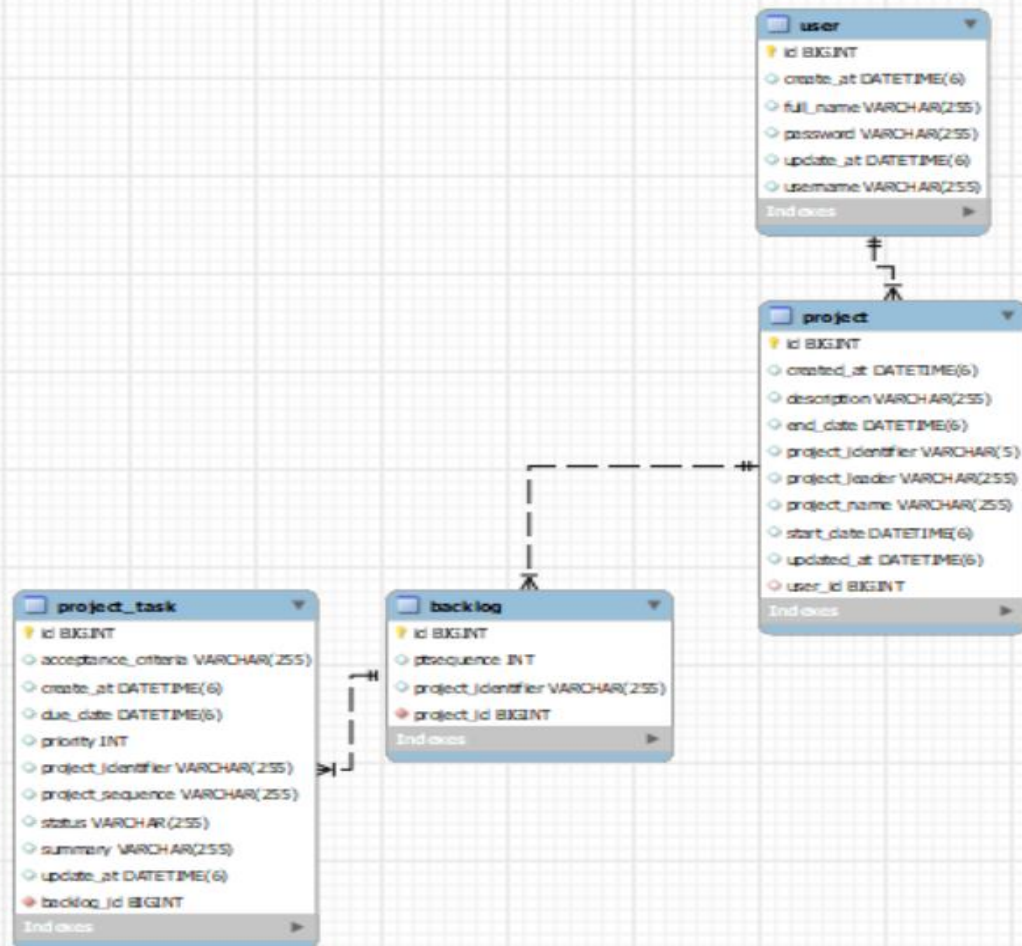 user
id BIGINT
create_at DATETIME(6)
full_name VARCHAR(255)
password VARCHAR(255)
update_at DATETIME(6)
username VARCHAR(255)
Indexes
project
id BIGINT
created_at DATETIME(6)
description VARCHAR(255)
end_date DATETIME(6)
project_identifier VARCHAR(5)
project_leader VARCHAR(255)
project_name VARCHAR(255)
start_date DATETIME(6)
updated_at DATETIME(6)
user_id BIGINT
Indexes
project_task
id BIGINT
acceptance_criteria VARCHAR(255)
create_at DATETIME(6)
due_date DATETIME(6)
priority INT
project_identifier VARCHAR(255)
project_sequence VARCHAR(255)
status VARCHAR(255)
summary VARCHAR(255)
update_at DATETIME(6)
backlog_id BIGINT
Indexes
backlog
id BIGINT
ptsequence INT
project_identifier VARCHAR(255)
project_id BIGINT
Indexes